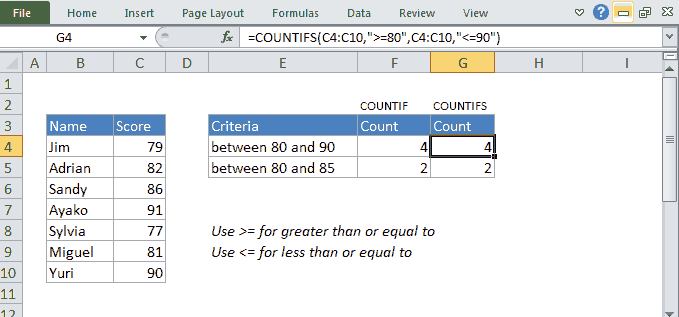 File Home Insert Page Layout Formulas Data Review View
G4 fx =COUNTIFS(C4:C10,">=80",C4:C10,"<=90")
A B C D E F G H I
1
2 COUNTIF COUNTIFS
3 Name Score Criteria Count Count
4 Jim 79 between 80 and 90 4 4
5 Adrian 82 between 80 and 85 2 2
6 Sandy 86
7 Ayako 91
8 Sylvia 77 Use >= for greater than or equal to
9 Miguel 81 Use <= for less than or equal to
10 Yuri 90
11
12